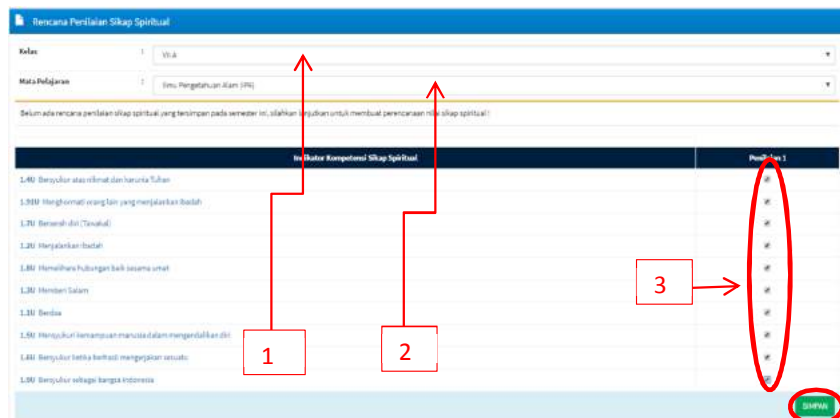 Rencana Penilaian Sikap Spiritual
Kelas : VII.A
Mata Pelajaran : Ilmu Pengetahuan Alam (IPA)
Belum ada rencana penilaian sikap spiritual yang tersimpan pada semester ini, silahkan lanjutkan untuk membuat perencanaan nilai sikap spiritual !
Indikator Kompetensi Sikap Spiritual Penilaian 1
1.4U Bersyukur atas nikmat dan karunia Tuhan
1.10U Menghormati orang lain yang menjalankan ibadah
1.7U Berserah diri (Tawakal)
1.2U Menjalankan Ibadah
1.8U Memelihara hubungan baik sesama umat
1.3U Memberi Salam
1.1U Berdoa
1.5U Mensyukuri kemampuan manusia dalam mengendalikan diri
1.6U Bersyukur ketika berhasil mengerjakan sesuatu
1.9U Bersyukur sebagai bangsa Indonesia
SIMPAN
1
2
3